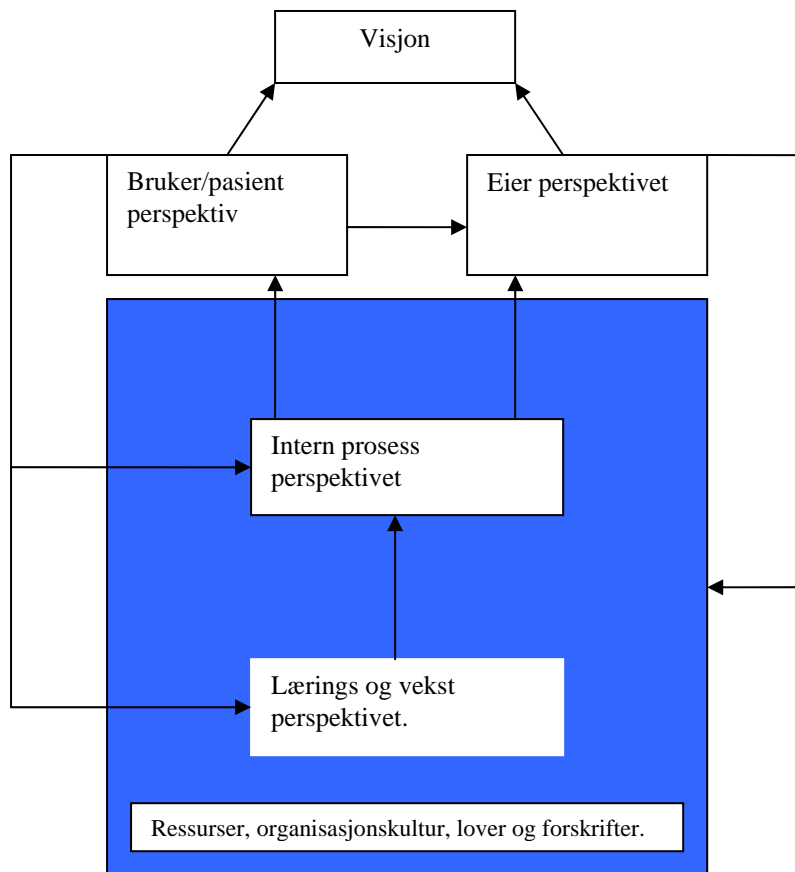 Visjon
Bruker/pasient
perspektiv
Eier perspektivet
Intern prosess
perspektivet
Lærings og vekst
perspektivet.
Ressurser, organisasjonskultur, lover og forskrifter.